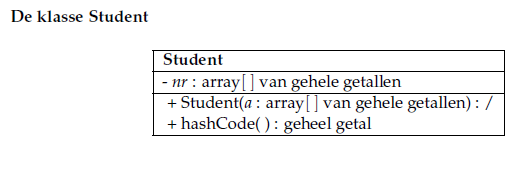 De klasse Student
Student
- nr : array[ ] van gehele getallen
+ Student(a : array[ ] van gehele getallen) : /
+ hashCode( ) : geheel getal